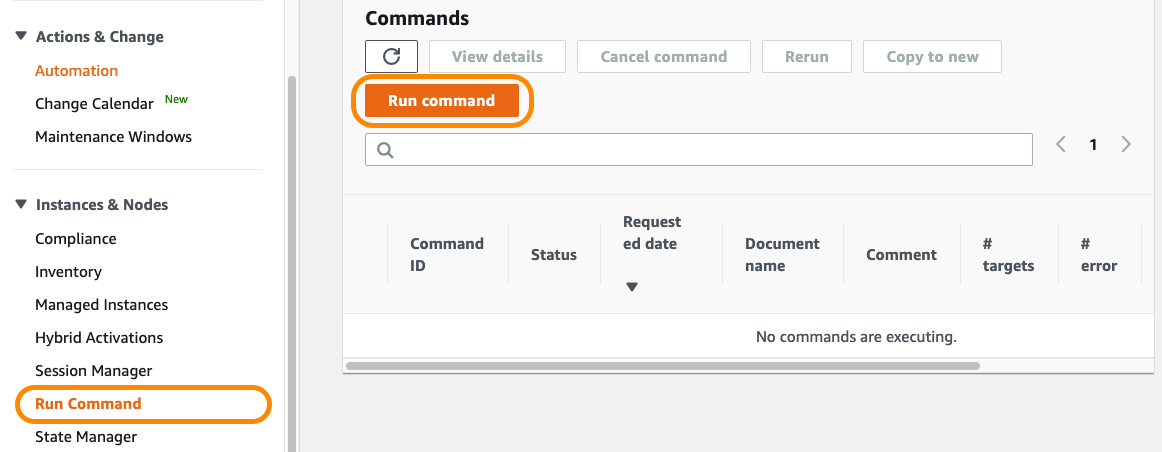 Actions & Change
Automation
Change Calendar New
Maintenance Windows
Instances & Nodes
Compliance
Inventory
Managed Instances
Hybrid Activations
Session Manager
Run Command
State Manager
Commands
View details Cancel command Rerun Copy to new
Run command
1
Command
ID
Status
Request
ed date
Document
name
Comment
#
targets
#
error
No commands are executing.